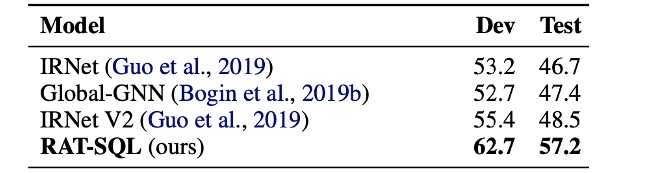 Model Dev Test
IRNet (Guo et al., 2019) 53.2 46.7
Global-GNN (Bogin et al., 2019b) 52.7 47.4
IRNet V2 (Guo et al., 2019) 55.4 48.5
RAT-SQL (ours) 62.7 57.2